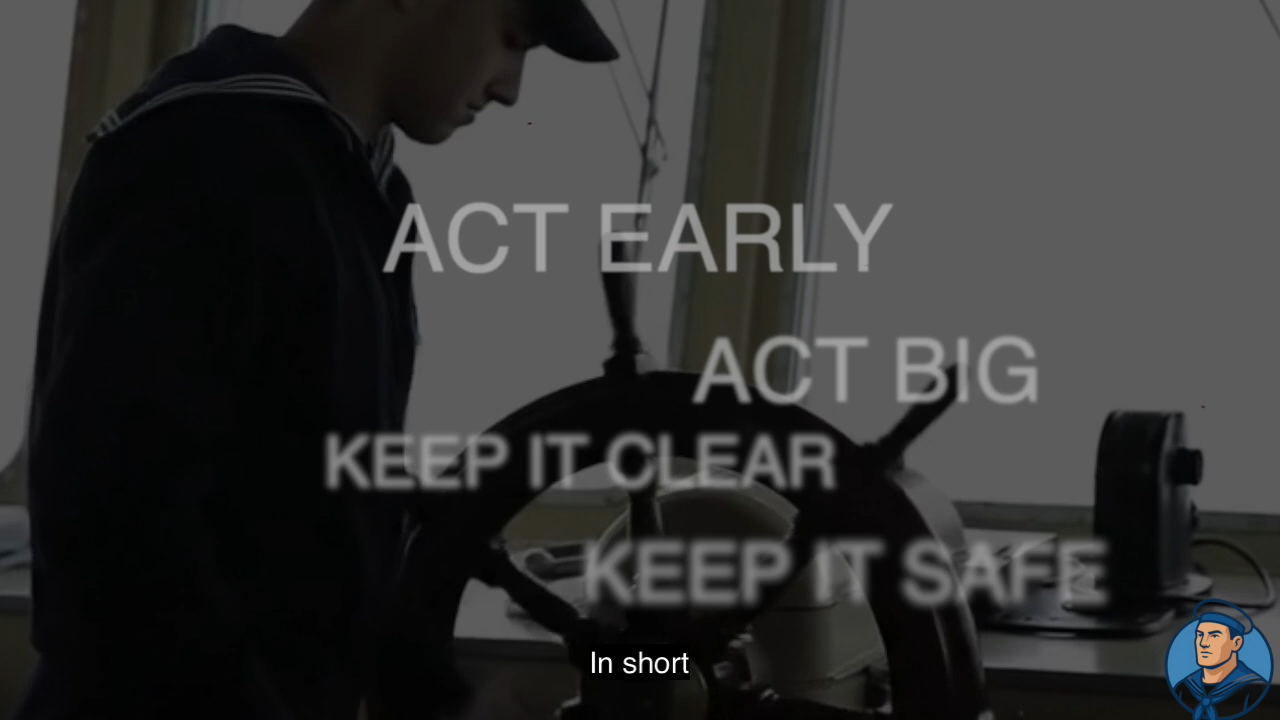 ACT EARLY
ACT BIG
KEEP IT CLEAR
KEEP IT SAFE
In short